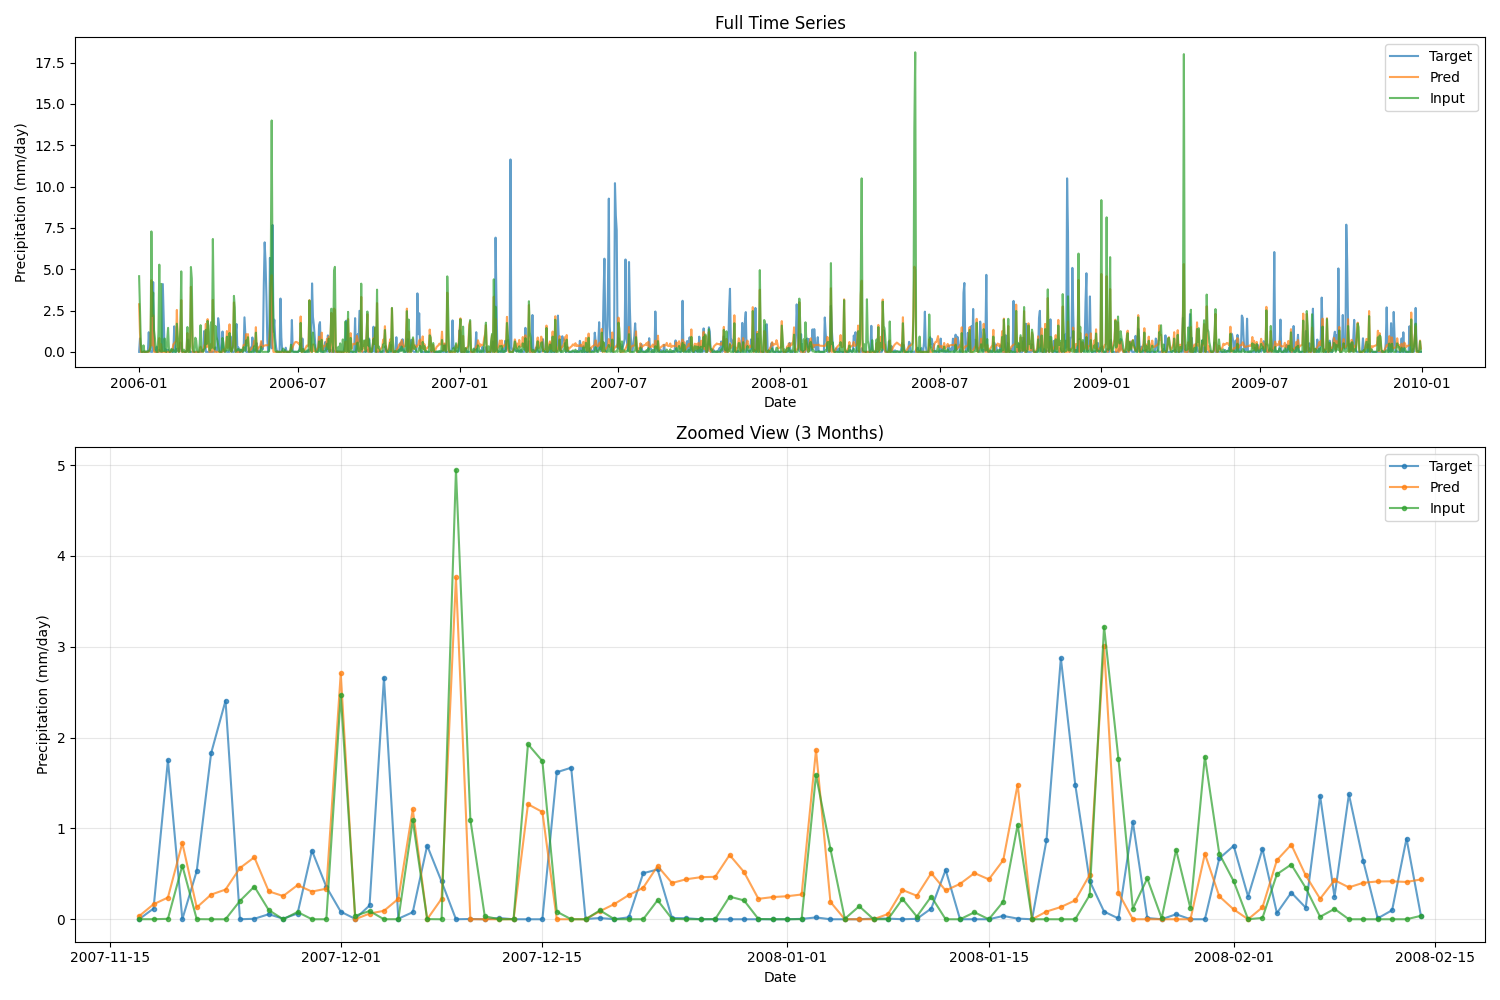 Full Time Series
Precipitation (mm/day)
17.5
15.0
12.5
10.0
7.5
5.0
2.5
0.0
Target
Pred
Input
2006-01
2006-07
2007-01
2007-07
2008-01
2008-07
2009-01
2009-07
2010-01
Date
Zoomed View (3 Months)
Precipitation (mm/day)
5
4
3
2
1
0
Target
Pred
Input
2007-11-15
2007-12-01
2007-12-15
2008-01-01
2008-01-15
2008-02-01
2008-02-15
Date